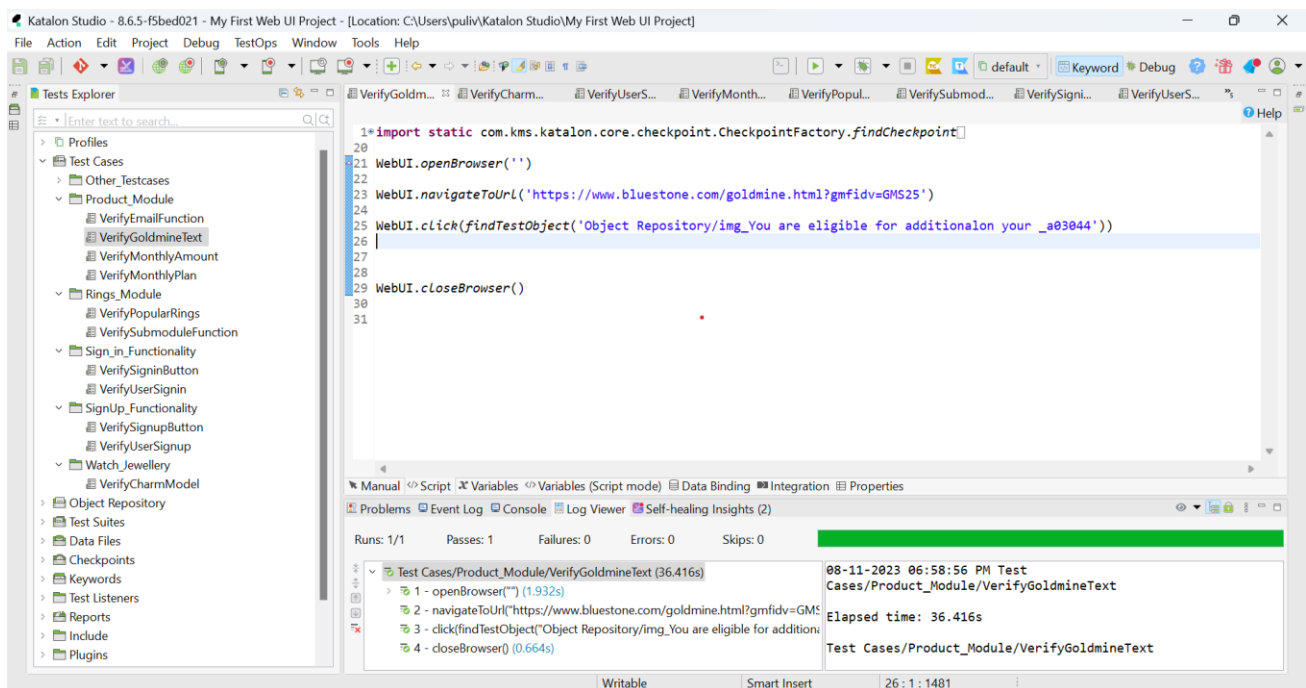 Katalon Studio - 8.6.5-f5bed021 - My First Web UI Project - [Location: C:\Users\puliv\Katalon Studio\My First Web UI Project]
File Action Edit Project Debug TestOps Window Tools Help
default Keyword Debug
Tests Explorer
Enter text to search...
Profiles
Test Cases
Other_Testcases
Product_Module
VerifyEmailFunction
VerifyGoldmineText
VerifyMonthlyAmount
VerifyMonthlyPlan
Rings_Module
VerifyPopularRings
VerifySubmoduleFunction
Sign_in_Functionality
VerifySigninButton
VerifyUserSignin
SignUp_Functionality
VerifySignupButton
VerifyUserSignup
Watch_Jewellery
VerifyCharmModel
Object Repository
Test Suites
Data Files
Checkpoints
Keywords
Test Listeners
Reports
Include
Plugins
VerifyGoldm... VerifyCharm... VerifyUserS... VerifyMonth... VerifyPopul... VerifySubmod... VerifySigni... VerifyUserS... "5
Help
1 import static com.kms.katalon.core.checkpoint.CheckpointFactory.findCheckpoint
20
21 WebUI.openBrowser('')
22
23 WebUI.navigateToUrl('https://www.bluestone.com/goldmine.html?gmfidv=GMS25')
24
25 WebUI.click(findTestObject('Object Repository/img_You are eligible for additionalon your _a03044'))
26
27
28
29 WebUI.closeBrowser()
30
31
Manual Script Variables Variables (Script mode) Data Binding Integration Properties
Problems Event Log Console Log Viewer Self-healing Insights (2)
Runs: 1/1 Passes: 1 Failures: 0 Errors: 0 Skips: 0
Test Cases/Product_Module/VerifyGoldmineText (36.416s)
1 - openBrowser("") (1.932s)
2 - navigateToUrl("https://www.bluestone.com/goldmine.html?gmfidv=GMS
3 - click(findTestObject("Object Repository/img_You are eligible for additiona
4 - closeBrowser() (0.664s)
08-11-2023 06:58:56 PM Test
Cases/Product_Module/VerifyGoldmineText
Elapsed time: 36.416s
Test Cases/Product_Module/VerifyGoldmineText
Writable Smart Insert 26 : 1 : 1481